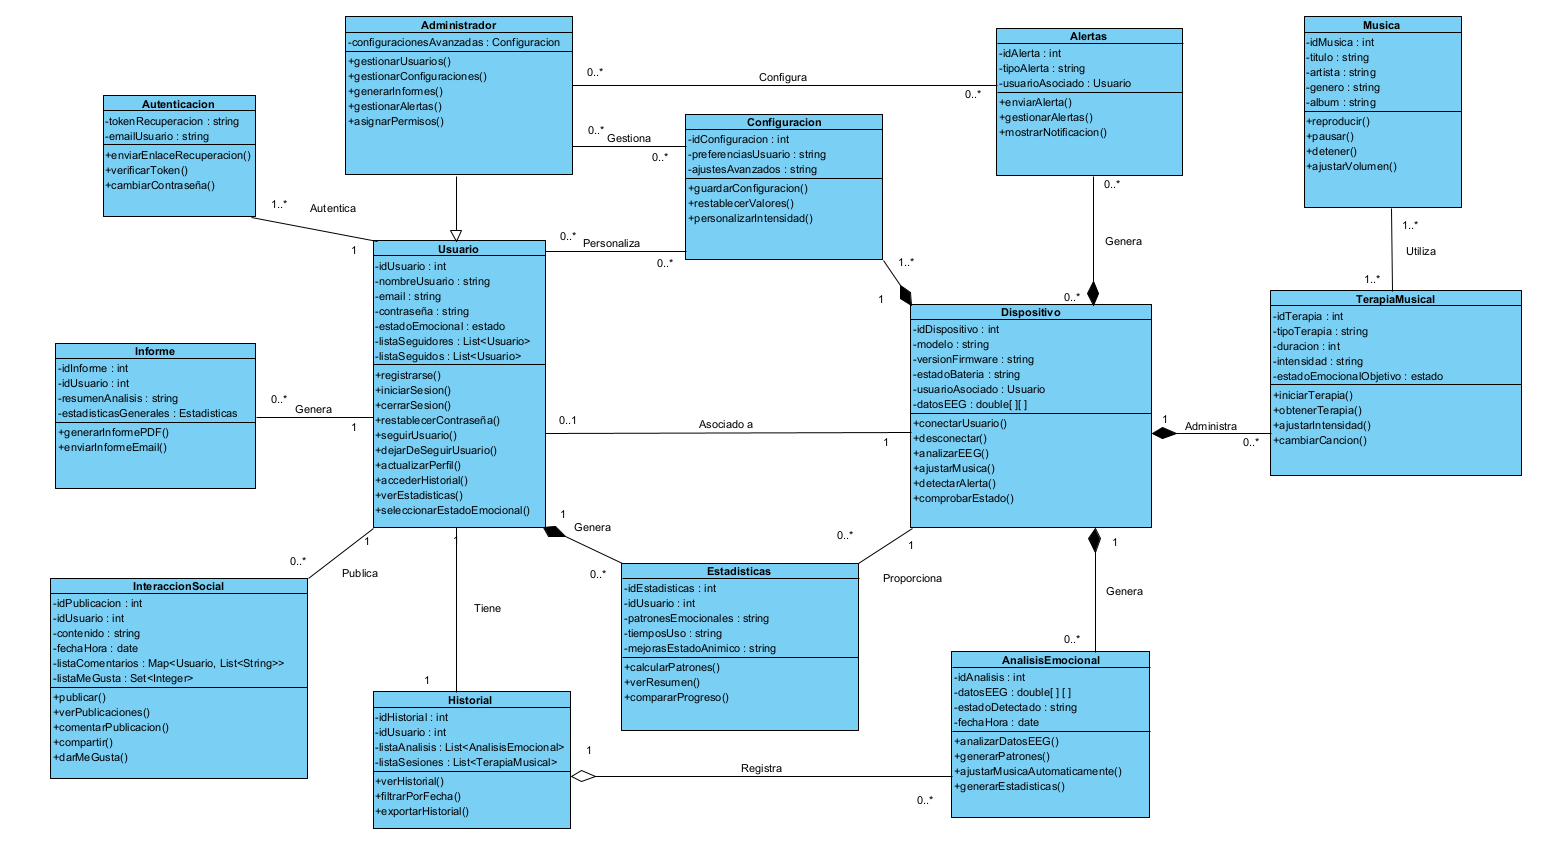 Administrador
-configuracionesAvanzadas : Configuracion
+gestionarUsuarios()
+gestionarConfiguraciones()
+generarInformes()
+gestionarAlertas()
+asignarPermisos()
0..*
Configura
0..*
Alertas
-idAlerta : int
-tipoAlerta : string
-usuarioAsociado : Usuario
+enviarAlerta()
+gestionarAlertas()
+mostrarNotificacion()
Musica
-idMusica : int
-titulo : string
-artista : string
-genero : string
-album : string
+reproducir()
+pausar()
+detener()
+ajustarVolumen()
Autenticacion
-tokenRecuperacion : string
-emailUsuario : string
+enviarEnlaceRecuperacion()
+verificarToken()
+cambiarContraseña()
1..*
Autentica
1
0..*
Gestiona
0..*
Configuracion
-idConfiguracion : int
-preferenciasUsuario : string
-ajustesAvanzados : string
+guardarConfiguracion()
+restablecerValores()
+personalizarIntensidad()
0..*
Personaliza
0..*
1..*
1
0..*
Genera
0..*
1..*
Utiliza
1..*
Usuario
-idUsuario : int
-nombreUsuario : string
-email : string
-contraseña : string
-estadoEmocional : estado
-listaSeguidores : List<Usuario>
-listaSeguidos : List<Usuario>
+registrarse()
+iniciarSesion()
+cerrarSesion()
+restablecerContraseña()
+seguirUsuario()
+dejarDeSeguirUsuario()
+actualizarPerfil()
+accederHistorial()
+verEstadisticas()
+seleccionarEstadoEmocional()
Dispositivo
-idDispositivo : int
-modelo : string
-versionFirmware : string
-estadoBateria : string
-usuarioAsociado : Usuario
-datosEEG : double[ ][ ]
+conectarUsuario()
+desconectar()
+analizarEEG()
+ajustarMusica()
+detectarAlerta()
+comprobarEstado()
TerapiaMusical
-idTerapia : int
-tipoTerapia : string
-duracion : int
-intensidad : string
-estadoEmocionalObjetivo : estado
+iniciarTerapia()
+obtenerTerapia()
+ajustarIntensidad()
+cambiarCancion()
Informe
-idInforme : int
-idUsuario : int
-resumenAnalisis : string
-estadisticasGenerales : Estadisticas
+generarInformePDF()
+enviarInformeEmail()
0..*
Genera
1
0..1
Asociado a
1
1
Administra
0..*
1
Genera
0..*
0..*
1
Proporciona
1
Genera
0..*
0..*
1
Publica
1
Tiene
1
InteraccionSocial
-idPublicacion : int
-idUsuario : int
-contenido : string
-fechaHora : date
-listaComentarios : Map<Usuario, List<String>>
-listaMeGusta : Set<Integer>
+publicar()
+verPublicaciones()
+comentarPublicacion()
+compartir()
+darMeGusta()
Estadisticas
-idEstadisticas : int
-idUsuario : int
-patronesEmocionales : string
-tiemposUso : string
-mejorasEstadoAnimico : string
+calcularPatrones()
+verResumen()
+compararProgreso()
Historial
-idHistorial : int
-idUsuario : int
-listaAnalisis : List<AnalisisEmocional>
-listaSesiones : List<TerapiaMusical>
+verHistorial()
+filtrarPorFecha()
+exportarHistorial()
1
Registra
0..*
AnalisisEmocional
-idAnalisis : int
-datosEEG : double[ ] [ ]
-estadoDetectado : string
-fechaHora : date
+analizarDatosEEG()
+generarPatrones()
+ajustarMusicaAutomaticamente()
+generarEstadisticas()